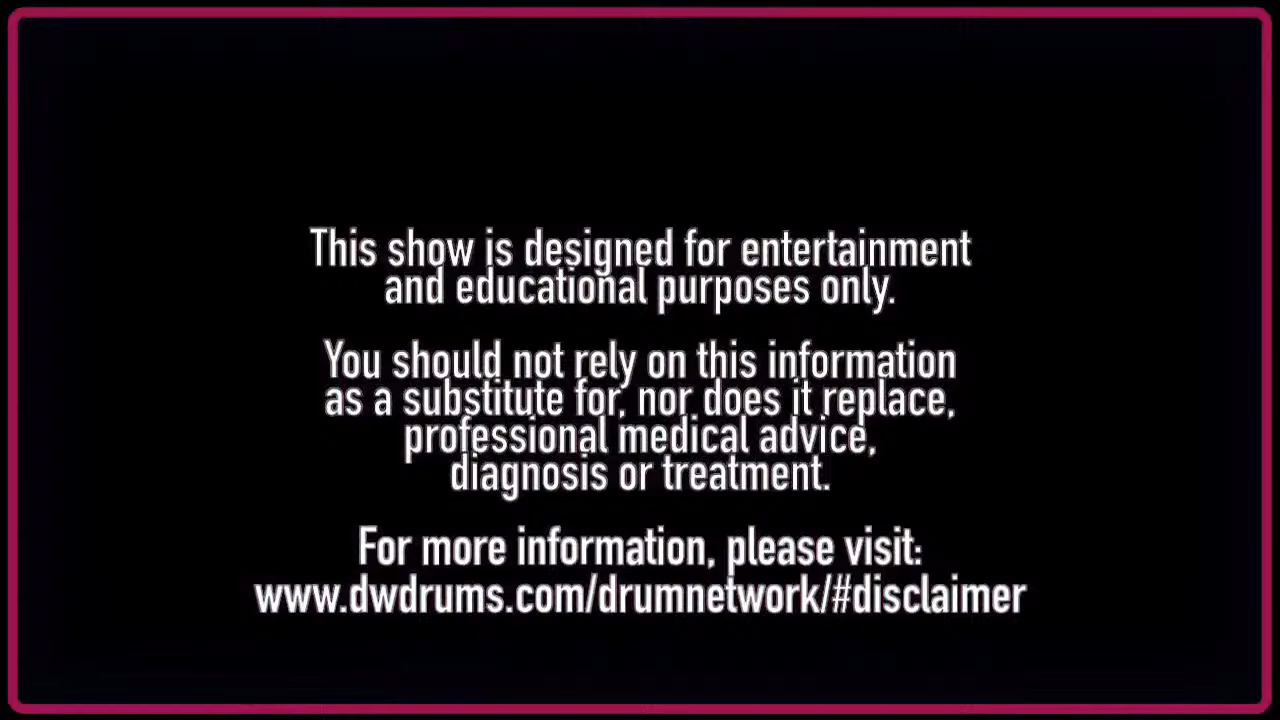 This show is designed for entertainment
and educational purposes only.
You should not rely on this information
as a substitute for, nor does it replace,
professional medical advice,
diagnosis or treatment.
For more information, please visit:
www.dwdrums.com/drumnetwork/#disclaimer